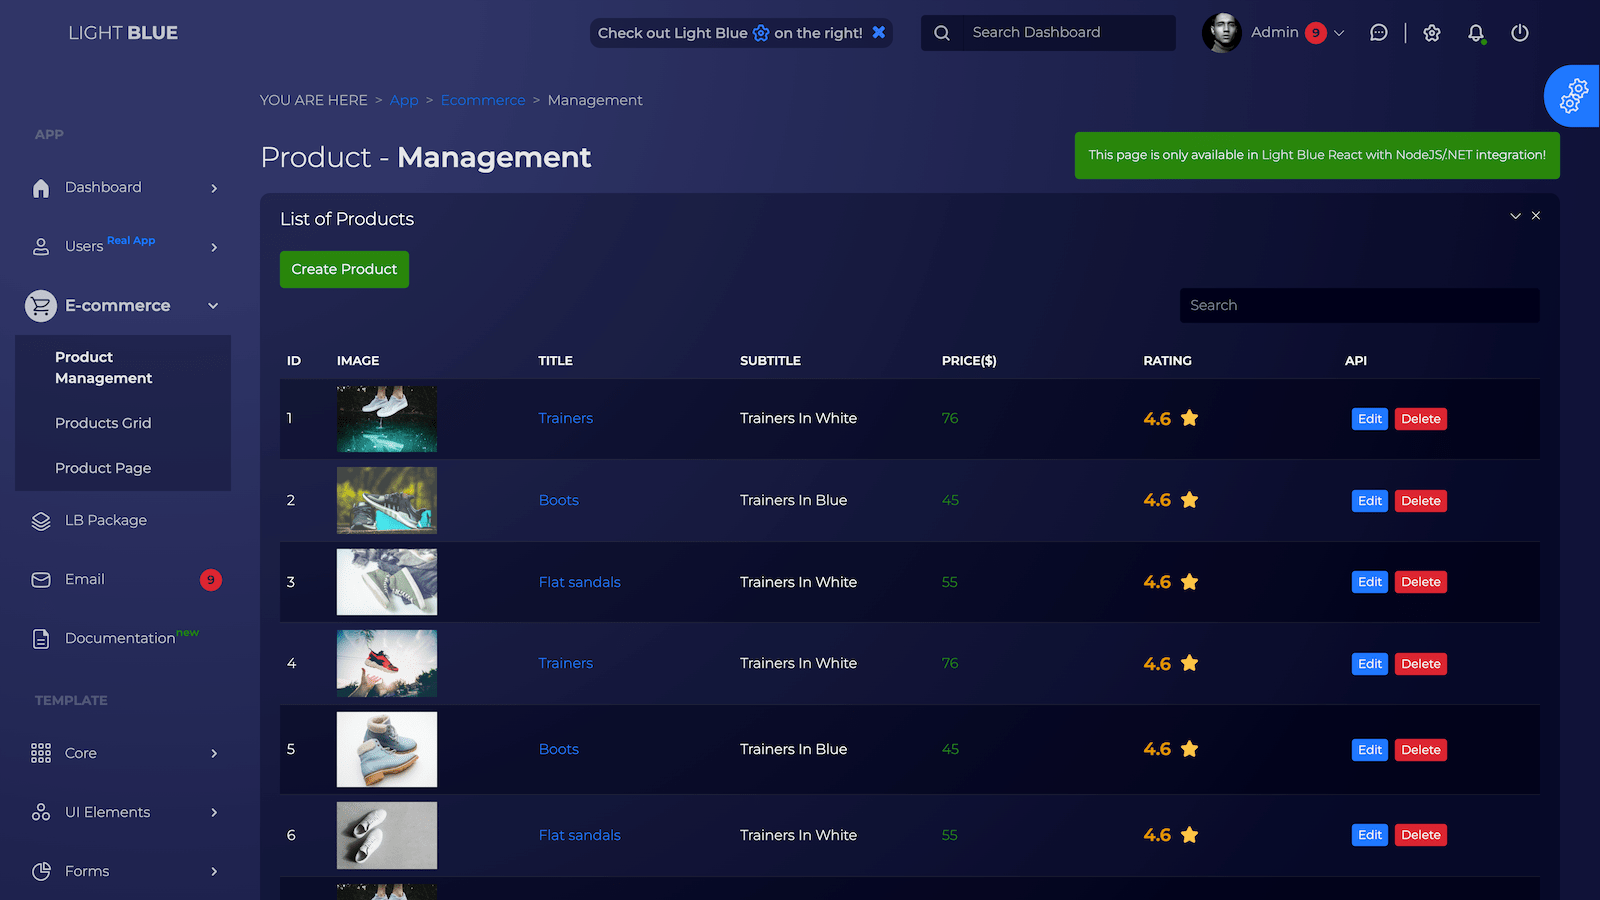 LIGHT BLUE
Check out Light Blue on the right!
Search Dashboard
Admin 9
YOU ARE HERE > App > Ecommerce > Management
APP
Dashboard
Users Real App
E-commerce
Product
Management
Products Grid
Product Page
LB Package
Email 9
Documentation new
TEMPLATE
Core
UI Elements
Forms
Product - Management
This page is only available in Light Blue React with NodeJS/.NET integration!
List of Products
Create Product
Search
ID IMAGE TITLE SUBTITLE PRICE($) RATING API
1 Trainers Trainers In White 76 4.6 Edit Delete
2 Boots Trainers In Blue 45 4.6 Edit Delete
3 Flat sandals Trainers In White 55 4.6 Edit Delete
4 Trainers Trainers In White 76 4.6 Edit Delete
5 Boots Trainers In Blue 45 4.6 Edit Delete
6 Flat sandals Trainers In White 55 4.6 Edit Delete